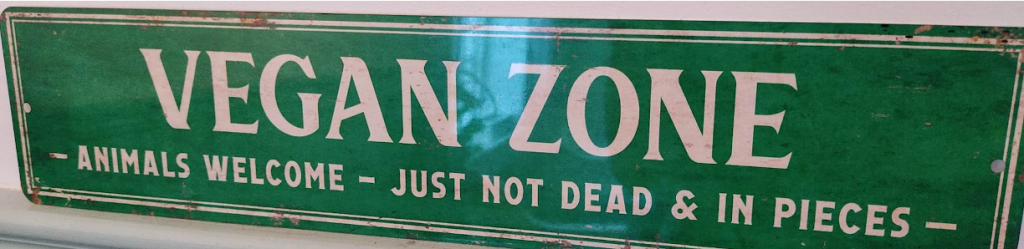 VEGAN ZONE
– ANIMALS WELCOME – JUST NOT DEAD & IN PIECES –